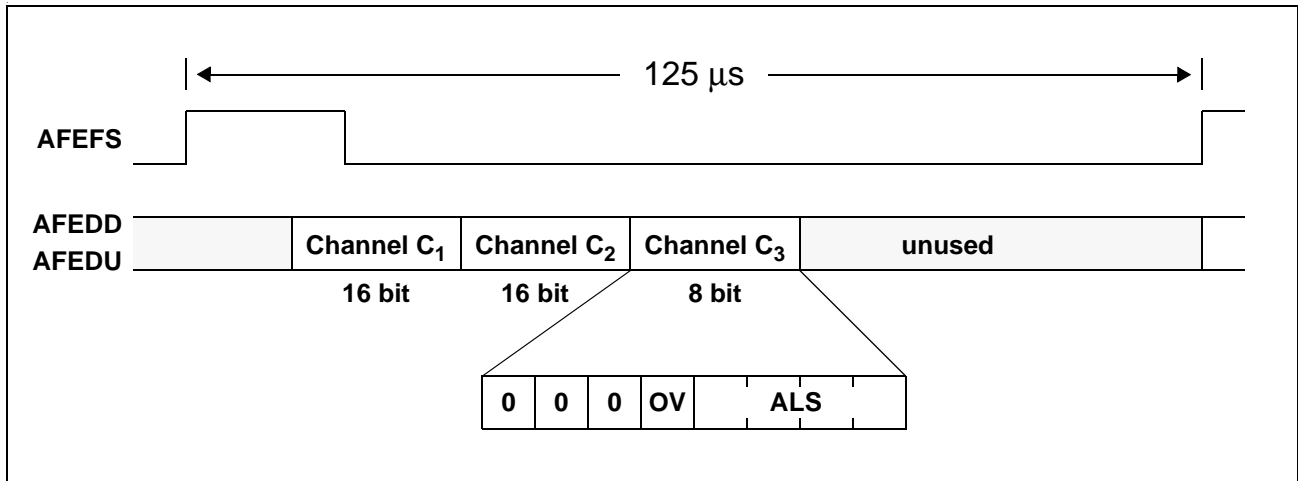 125 μs
AFEFS
AFEDD
AFEDU
Channel C1 Channel C2 Channel C3 unused
16 bit 16 bit 8 bit
0 0 0 OV ALS